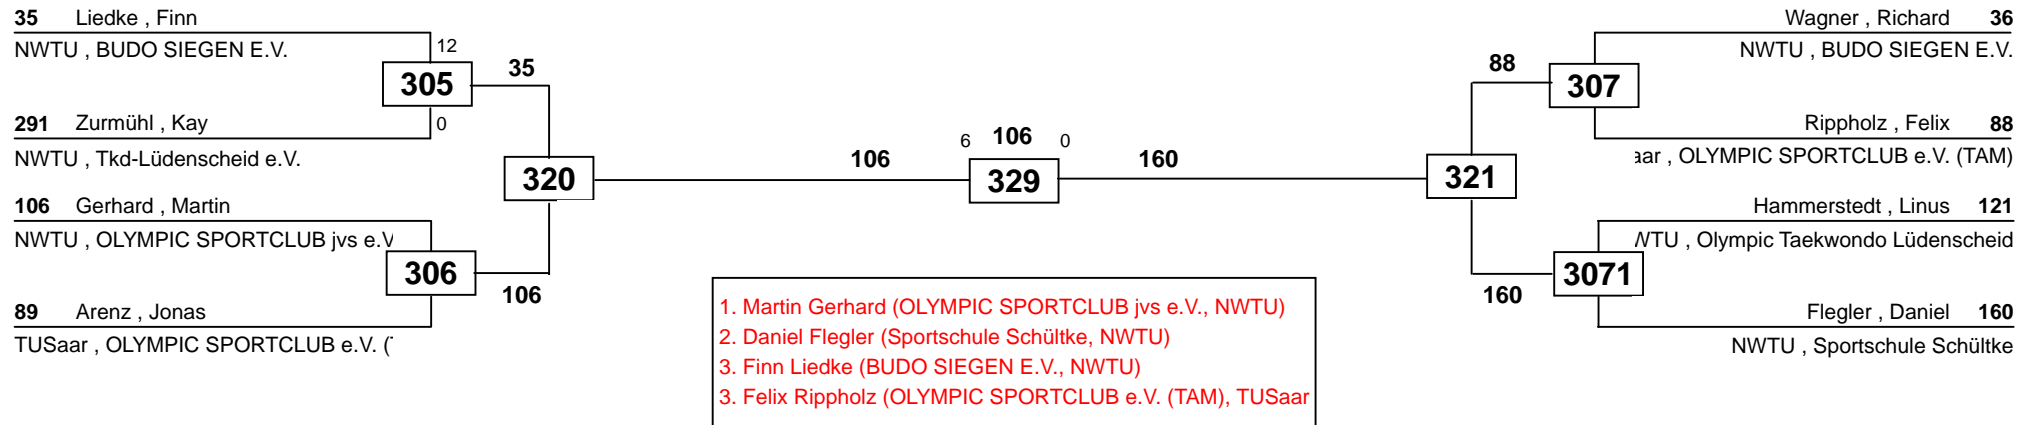 35 Liedke , Finn
NWTU , BUDO SIEGEN E.V.
12
305
35
0
291 Zurmühl , Kay
NWTU , Tkd-Lüdenscheid e.V.
320
106
106 Gerhard , Martin
NWTU , OLYMPIC SPORTCLUB jvs e.V
306
106
89 Arenz , Jonas
TUSaar , OLYMPIC SPORTCLUB e.V. (
6 106 0
329
160
Wagner , Richard 36
NWTU , BUDO SIEGEN E.V.
88
307
Rippholz , Felix 88
aar , OLYMPIC SPORTCLUB e.V. (TAM)
321
Hammerstedt , Linus 121
WTU , Olympic Taekwondo Lüdenscheid
3071
160
Flegler , Daniel 160
NWTU , Sportschule Schültke
1. Martin Gerhard (OLYMPIC SPORTCLUB jvs e.V., NWTU)
2. Daniel Flegler (Sportschule Schültke, NWTU)
3. Finn Liedke (BUDO SIEGEN E.V., NWTU)
3. Felix Rippholz (OLYMPIC SPORTCLUB e.V. (TAM), TUSaar